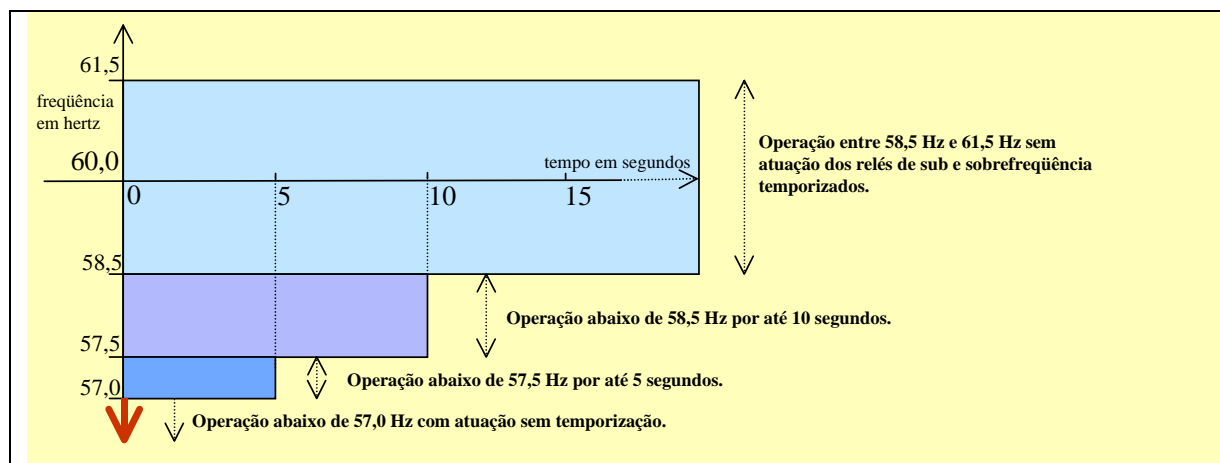 61,5
freqüência
em hertz
Operação entre 58,5 Hz e 61,5 Hz sem
atuação dos relés de sub e sobrefreqüência
temporizados.
60,0
tempo em segundos
0 5 10 15
58,5
Operação abaixo de 58,5 Hz por até 10 segundos.
57,5
Operação abaixo de 57,5 Hz por até 5 segundos.
57,0
Operação abaixo de 57,0 Hz com atuação sem temporização.